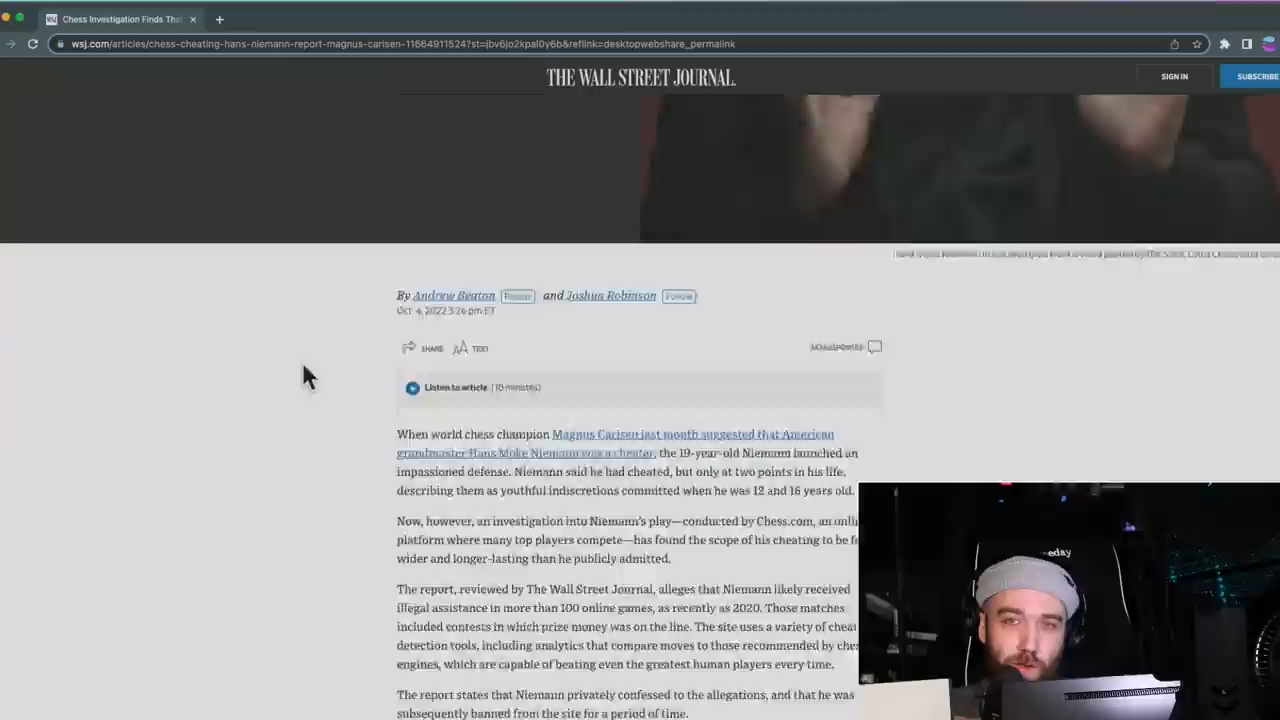 Chess Investigation Finds Tha
wsj.com/articles/chess-cheating-hans-niemann-report-magnus-carlsen-11664911524?st=jbv6jo2kpal0y6b&reflink=desktopwebshare_permalink
THE WALL STREET JOURNAL.
SIGN IN
SUBSCRIBE
By Andrew Beaton Follow and Joshua Robinson Follow
Oct. 4, 2022 5:26 pm ET
SHARE
TEXT
Listen to article (10 minutes)
When world chess champion Magnus Carlsen last month suggested that American
grandmaster Hans Moke Niemann was a cheater, the 19-year-old Niemann launched an
impassioned defense. Niemann said he had cheated, but only at two points in his life,
describing them as youthful indiscretions committed when he was 12 and 16 years old.
Now, however, an investigation into Niemann's play—conducted by Chess.com, an onli
platform where many top players compete—has found the scope of his cheating to be f
wider and longer-lasting than he publicly admitted.
The report, reviewed by The Wall Street Journal, alleges that Niemann likely received
illegal assistance in more than 100 online games, as recently as 2020. Those matches
included contests in which prize money was on the line. The site uses a variety of cheat
detection tools, including analytics that compare moves to those recommended by che
engines, which are capable of beating even the greatest human players every time.
The report states that Niemann privately confessed to the allegations, and that he was
subsequently banned from the site for a period of time.
eday